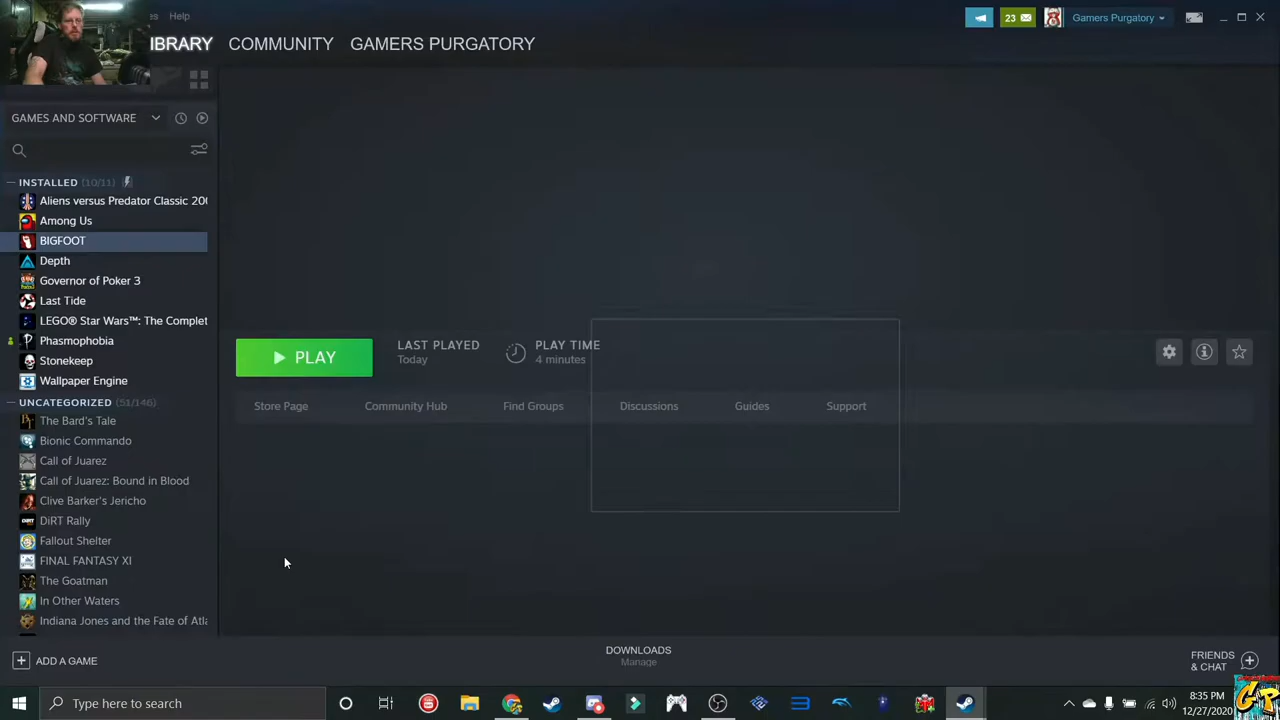 es Help
23
Gamers Purgatory
IBRARY COMMUNITY GAMERS PURGATORY
GAMES AND SOFTWARE
INSTALLED (10/11)
Aliens versus Predator Classic 200
Among Us
BIGFOOT
Depth
Governor of Poker 3
Last Tide
LEGO® Star Wars™: The Complet
Phasmophobia
Stonekeep
Wallpaper Engine
UNCATEGORIZED (51/146)
The Bard's Tale
Bionic Commando
Call of Juarez
Call of Juarez: Bound in Blood
Clive Barker's Jericho
DiRT Rally
Fallout Shelter
FINAL FANTASY XI
The Goatman
In Other Waters
Indiana Jones and the Fate of Atla
PLAY
LAST PLAYED
Today
PLAY TIME
4 minutes
Store Page Community Hub Find Groups Discussions Guides Support
ADD A GAME
DOWNLOADS
Manage
FRIENDS
& CHAT
Type here to search
8:35 PM
12/27/2020